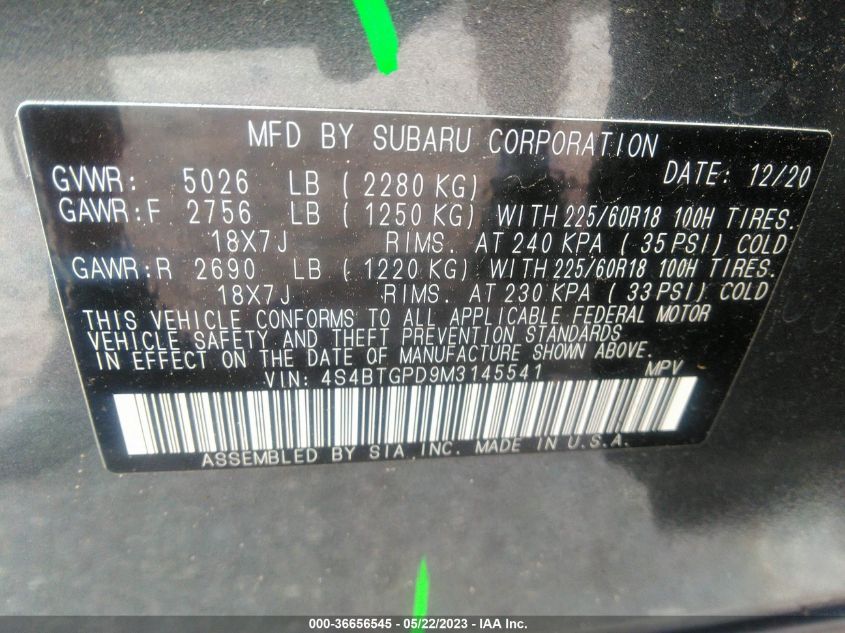 MFD BY SUBARU CORPORATION
GVWR: 5026 LB ( 2280 KG) DATE: 12/20
GAWR:F 2756 LB ( 1250 KG) WITH 225/60R18 100H TIRES.
18X7J RIMS. AT 240 KPA ( 35 PSI) COLD
GAWR:R 2690 LB ( 1220 KG) WITH 225/60R18 100H TIRES.
18X7J RIMS. AT 230 KPA ( 33 PSI) COLD
THIS VEHICLE CONFORMS TO ALL APPLICABLE FEDERAL MOTOR
VEHICLE SAFETY AND THEFT PREVENTION STANDARDS
IN EFFECT ON THE DATE OF MANUFACTURE SHOWN ABOVE.
VIN: 4S4BTGPD9M3145541 MPV
ASSEMBLED BY SIA, INC. MADE IN U.S.A.
000-36656545 - 05/22/2023 - IAA Inc.